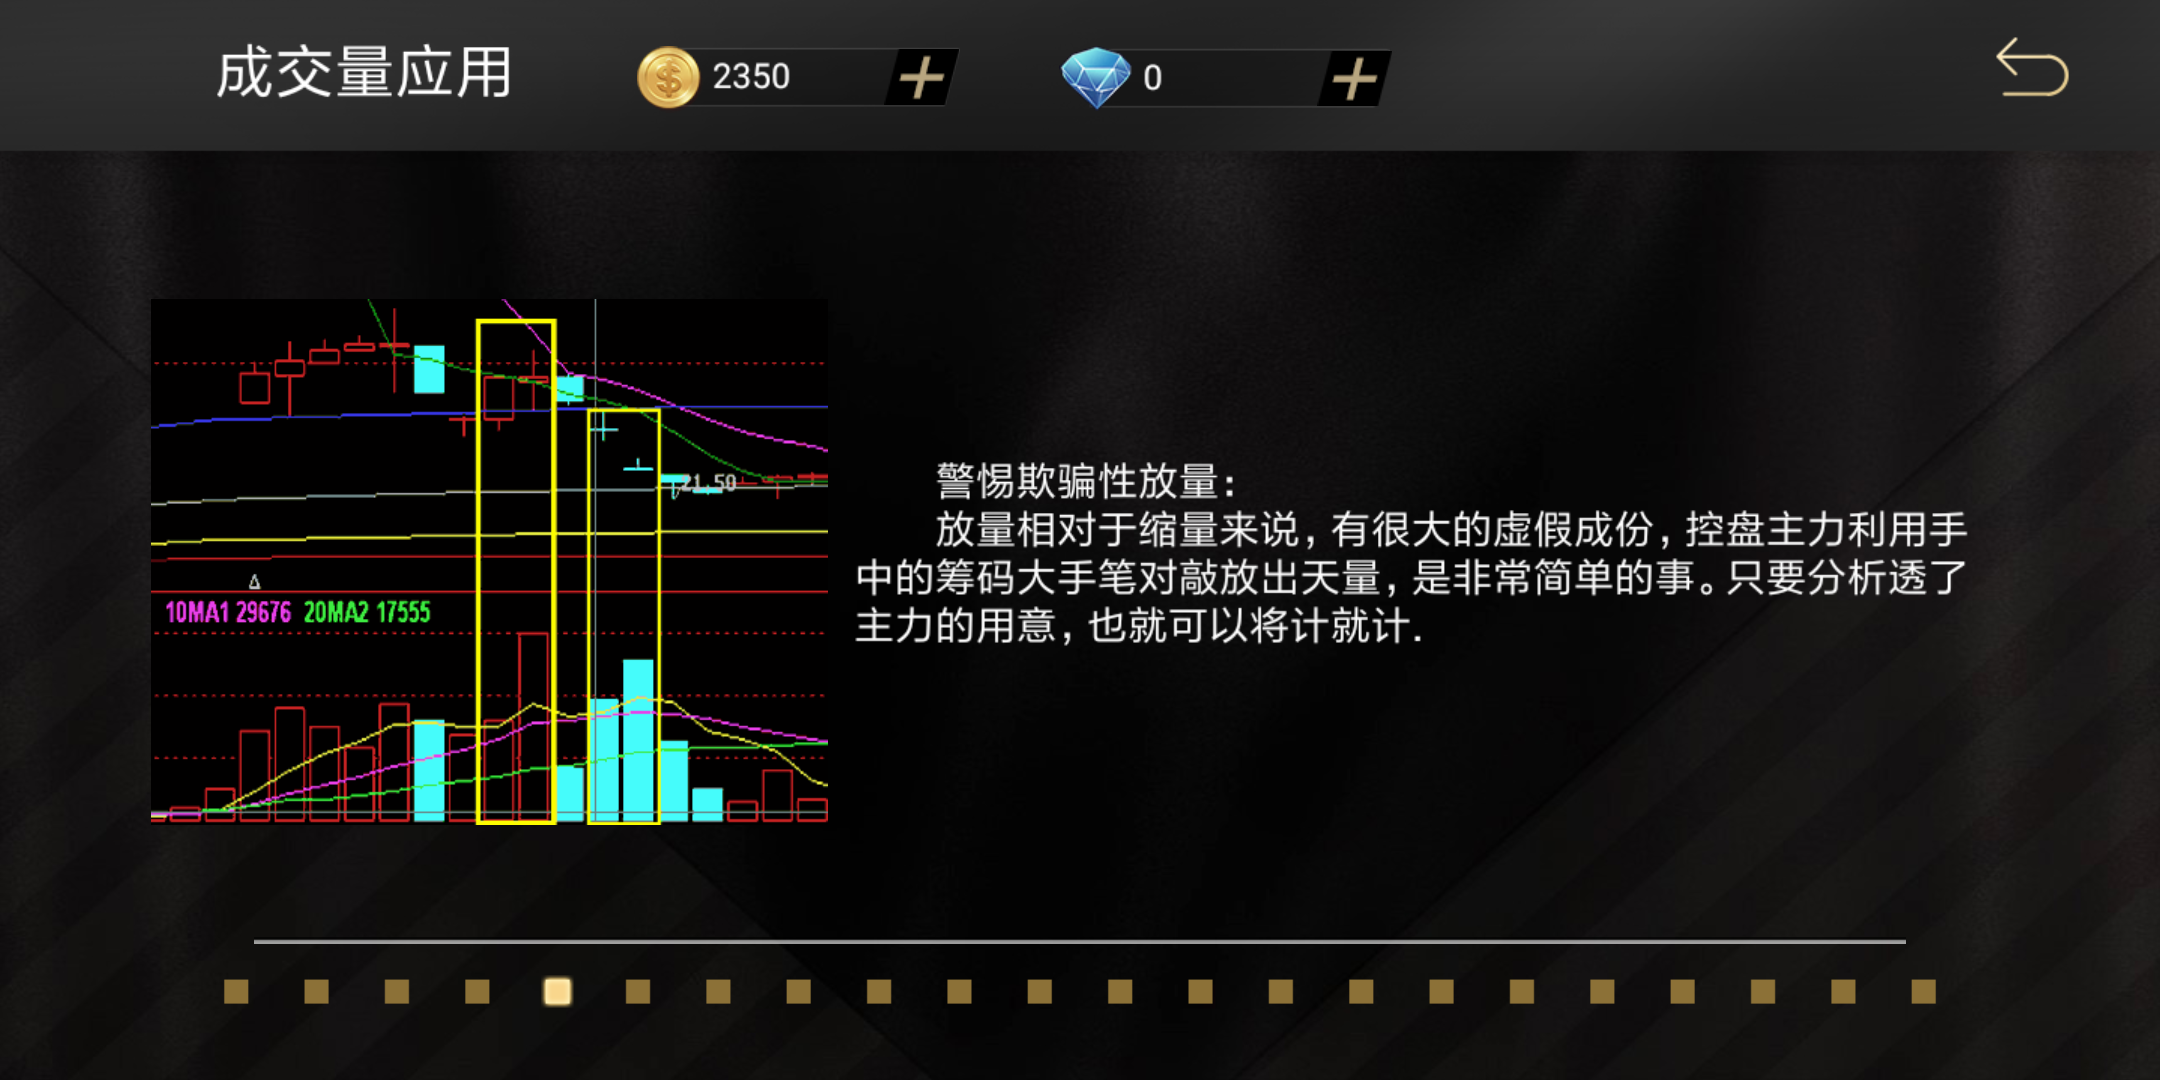 成交量应用
2350
0
21.50
10MA1 29676 20MA2 17555
警惕欺骗性放量：
放量相对于缩量来说，有很大的虚假成份，控盘主力利用手
中的筹码大手笔对敲放出天量，是非常简单的事。只要分析透了
主力的用意，也就可以将计就计.